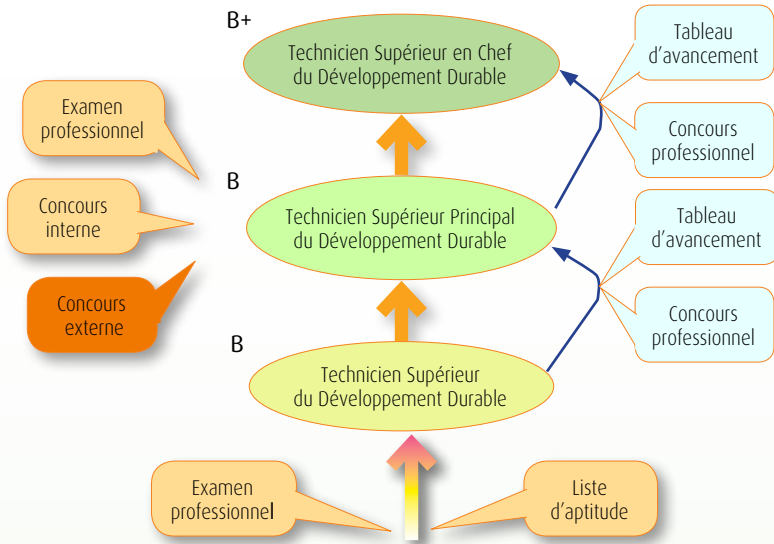 B+
Technicien Supérieur en Chef
du Développement Durable
Tableau
d'avancement
Concours
professionnel
Examen
professionnel
Concours
interne
Concours
externe
B
Technicien Supérieur Principal
du Développement Durable
Tableau
d'avancement
Concours
professionnel
B
Technicien Supérieur
du Développement Durable
Examen
professionnel
Liste
d'aptitude